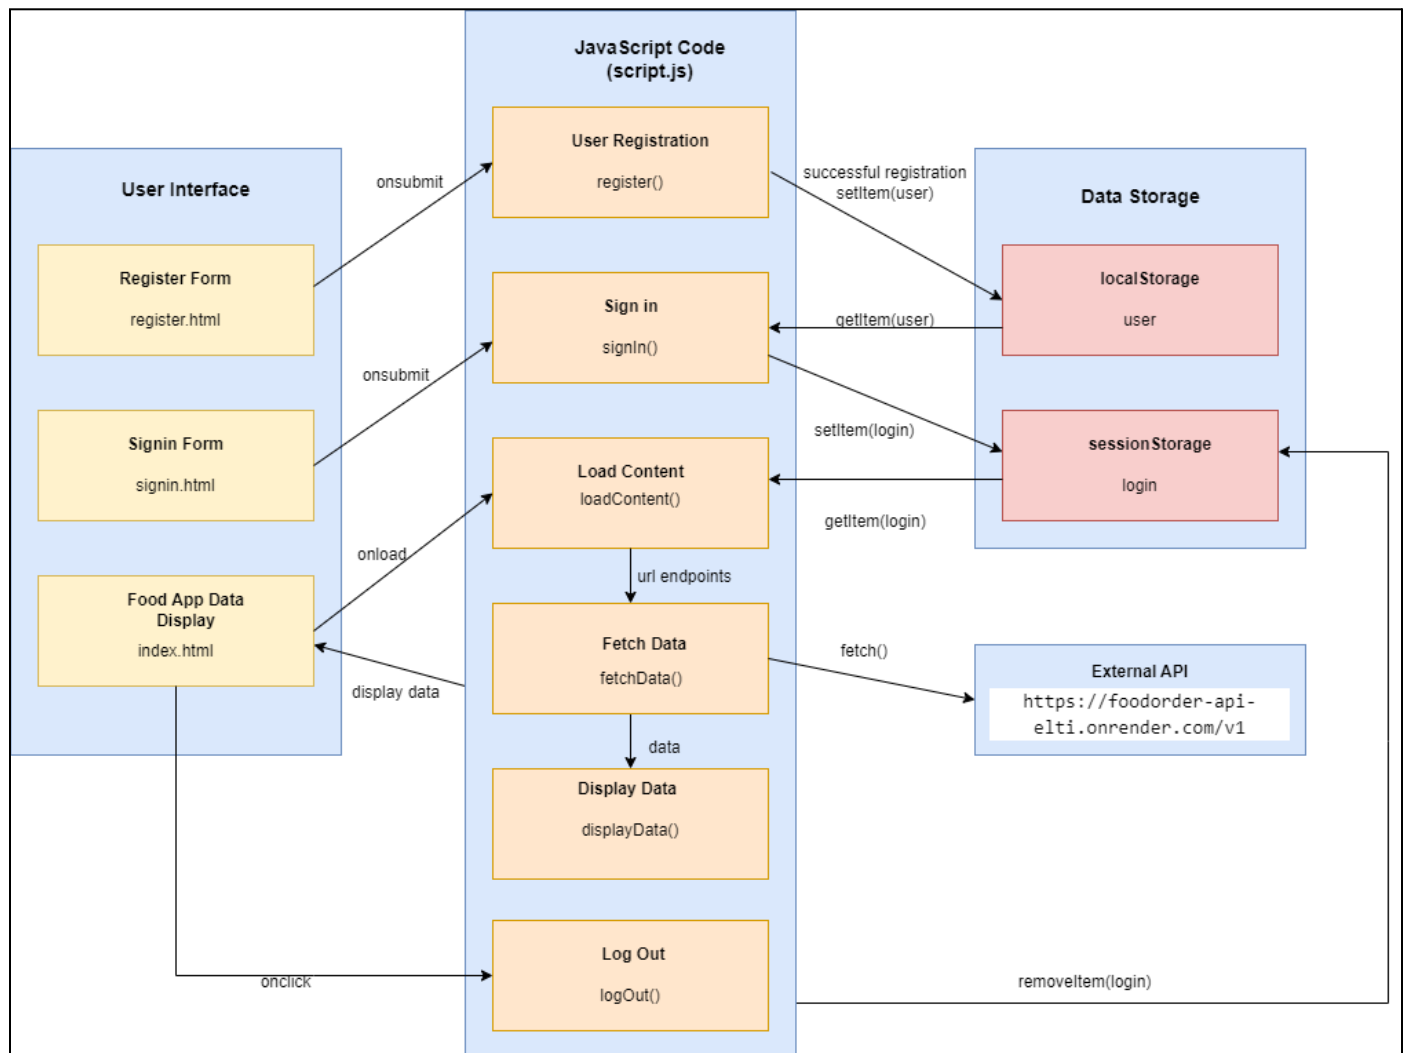 JavaScript Code
(script.js)
User Registration
register()
Sign in
signIn()
Load Content
loadContent()
url endpoints
Fetch Data
fetchData()
data
Display Data
displayData()
Log Out
logOut()
User Interface
Register Form
register.html
Signin Form
signin.html
Food App Data
Display
index.html
onsubmit
onsubmit
onload
display data
onclick
successful registration
setItem(user)
getItem(user)
setItem(login)
getItem(login)
fetch()
removeItem(login)
Data Storage
localStorage
user
sessionStorage
login
External API
https://foodorder-api-
elti.onrender.com/v1